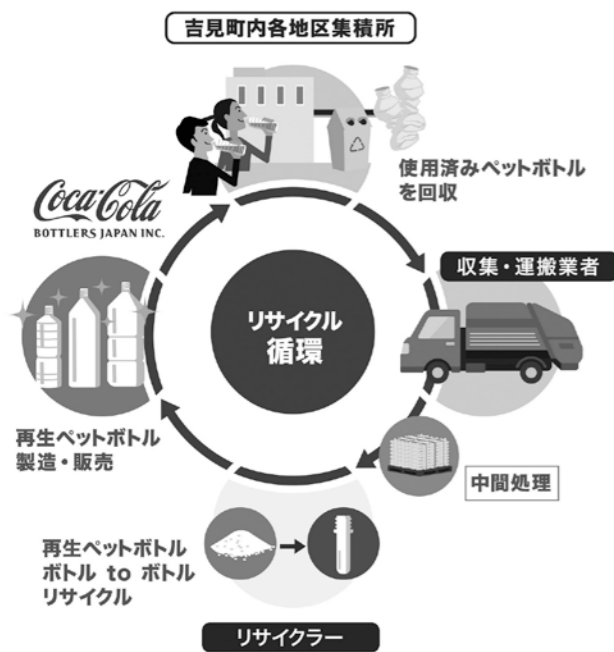 吉見町内各地区集積所
使用済みペットボトル
を回収
Coca-Cola
BOTTLERS JAPAN INC.
収集・運搬業者
リサイクル
循環
再生ペットボトル
製造・販売
中間処理
再生ペットボトル
ボトル to ボトル
リサイクル
リサイクラー